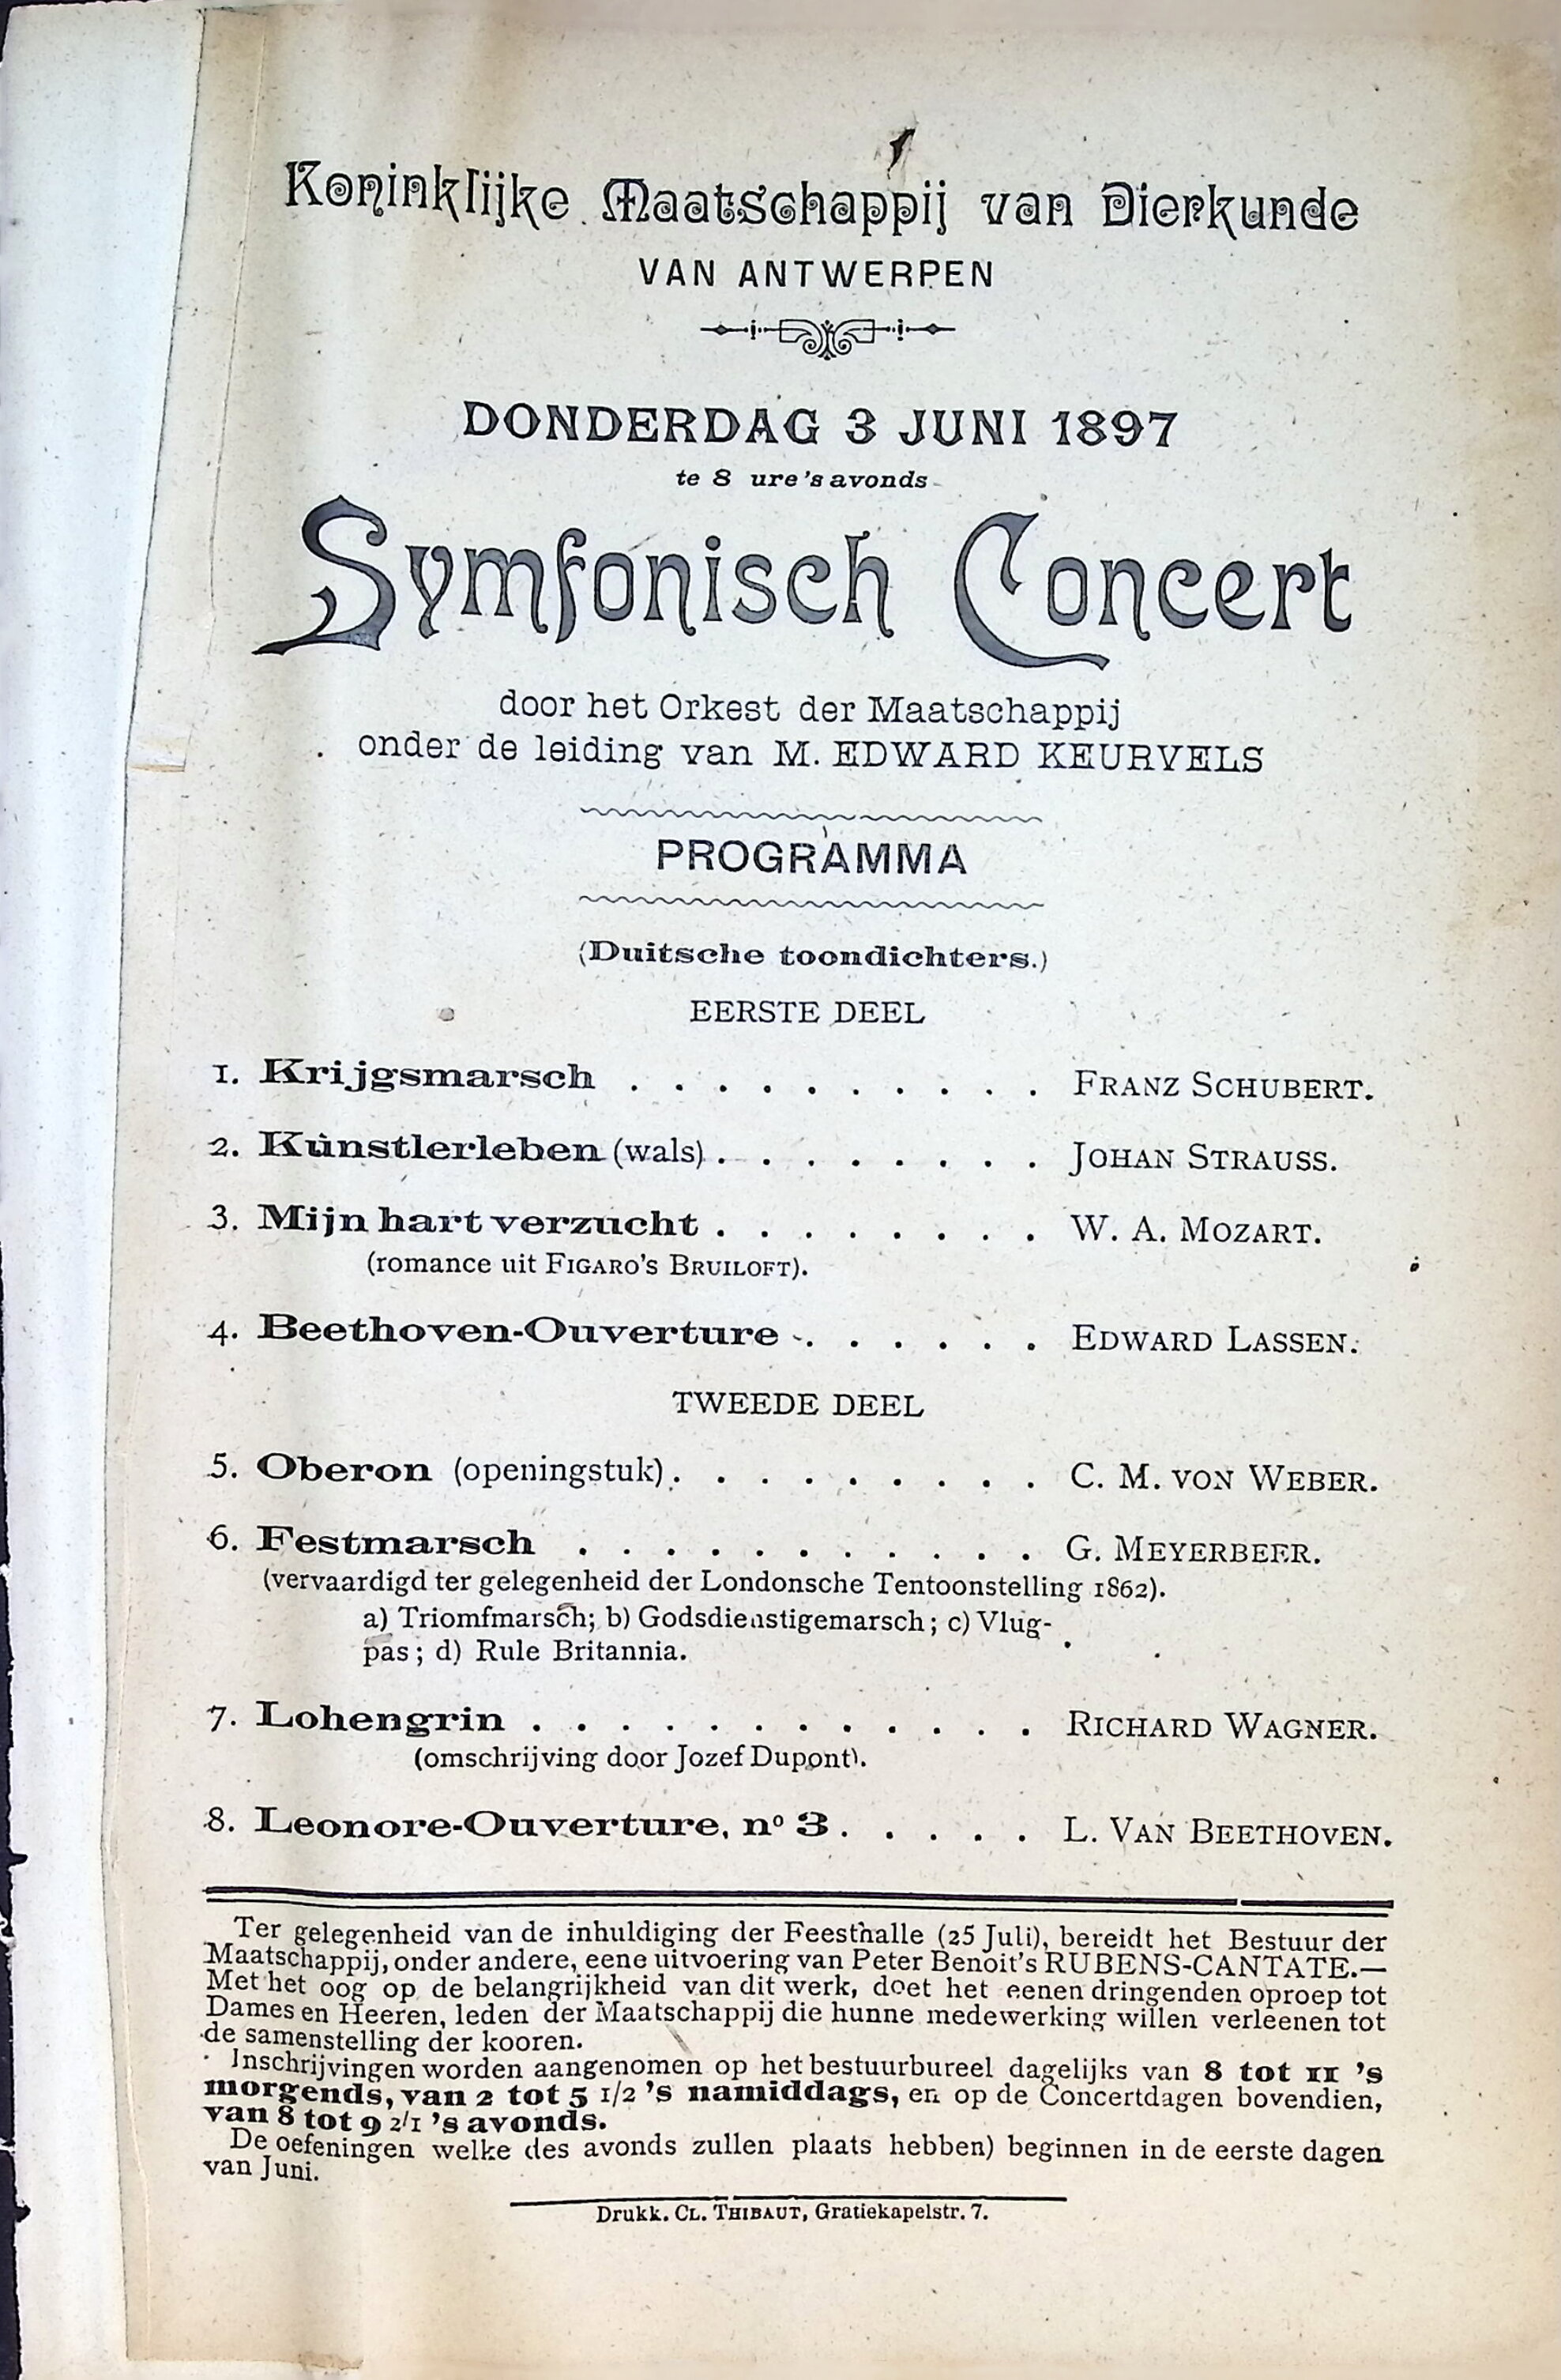 Koninklijke Maatschappij van Dierkunde
VAN ANTWERPEN
DONDERDAG 3 JUNI 1897
te 8 ure 's avonds
Symfonisch Concert
door het Orkest der Maatschappij
onder de leiding van M. EDWARD KEURVELS
PROGRAMMA
(Duitsche toondichters.)
EERSTE DEEL
1. Krijgsmarsch . . . . . . . . . . FRANZ SCHUBERT.
2. Künstlerleben (wals) . . . . . . . . JOHAN STRAUSS.
3. Mijn hart verzucht . . . . . . . . W. A. MOZART.
(romance uit FIGARO'S BRUILOFT).
4. Beethoven-Ouverture . . . . . . EDWARD LASSEN.
TWEEDE DEEL
5. Oberon (openingstuk) . . . . . . . . . C. M. VON WEBER.
6. Festmarsch . . . . . . . . . . . G. MEYERBEER.
(vervaardigd ter gelegenheid der Londonsche Tentoonstelling 1862).
a) Triomfmarsch; b) Godsdienstigemarsch; c) Vlug-
pas; d) Rule Britannia.
7. Lohengrin . . . . . . . . . . . . RICHARD WAGNER.
(omschrijving door Jozef Dupont).
8. Leonore-Ouverture, nº 3 . . . . . L. VAN BEETHOVEN.
Ter gelegenheid van de inhuldiging der Feesthalle (25 Juli), bereidt het Bestuur der
Maatschappij, onder andere, eene uitvoering van Peter Benoit's RUBENS-CANTATE.—
Met het oog op de belangrijkheid van dit werk, doet het eenen dringenden oproep tot
Dames en Heeren, leden der Maatschappij die hunne medewerking willen verleenen tot
de samenstelling der kooren.
Inschrijvingen worden aangenomen op het bestuurbureel dagelijks van 8 tot 11 's
morgends, van 2 tot 5 1/2 's namiddags, en op de Concertdagen bovendien,
van 8 tot 9 2/1 's avonds.
De oefeningen welke des avonds zullen plaats hebben) beginnen in de eerste dagen
van Juni.
Drukk. CL. THIBAUT, Gratiekapelstr. 7.